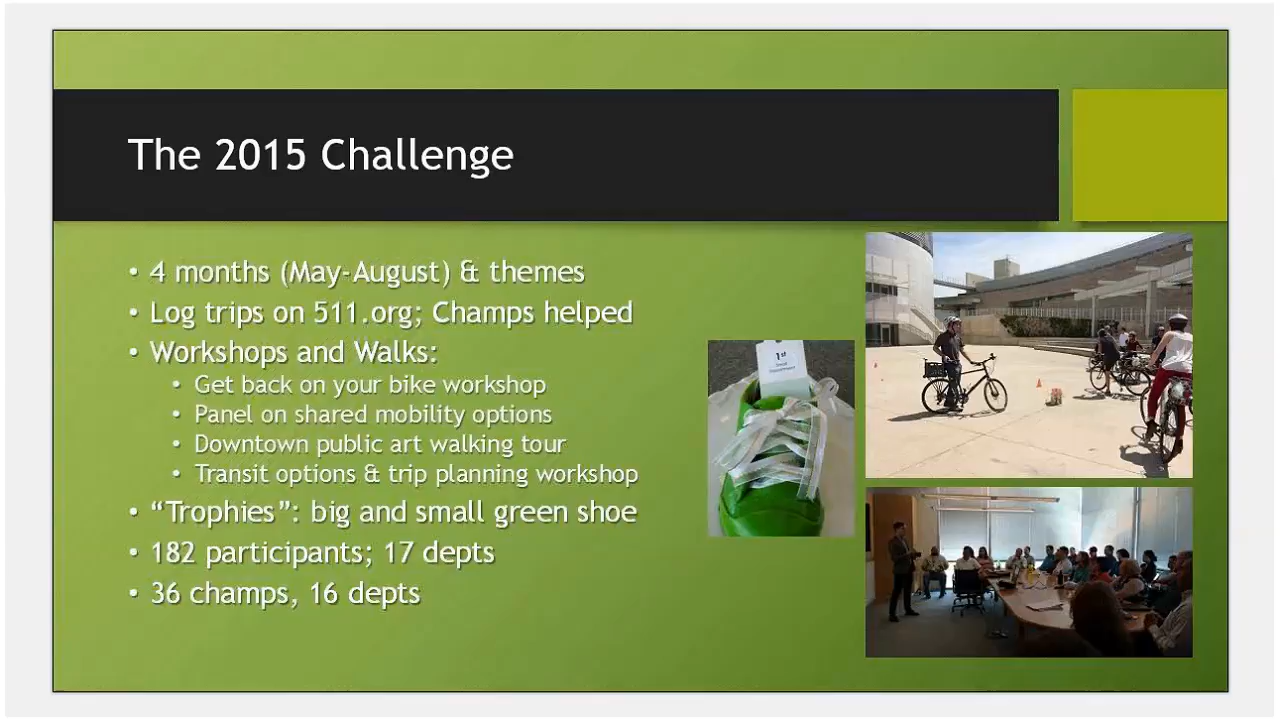 The 2015 Challenge
• 4 months (May-August) & themes
• Log trips on 511.org; Champs helped
• Workshops and Walks:
• Get back on your bike workshop
• Panel on shared mobility options
• Downtown public art walking tour
• Transit options & trip planning workshop
• “Trophies”: big and small green shoe
• 182 participants; 17 depts
• 36 champs, 16 depts
1st